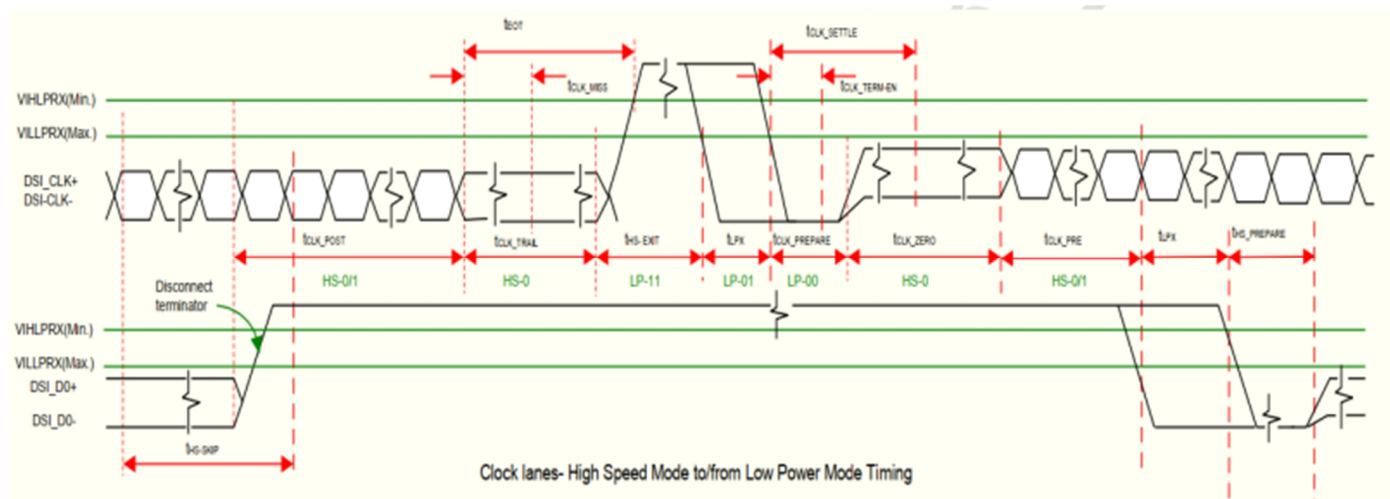 tEOT
tCLK_SETTLE
tCLK_MISS
tCLK_TERM-EN
VIHLPRX(Min.)
VILLPRX(Max.)
DSI_CLK+
DSI-CLK-
tCLK_POST
tCLK_TRAIL
tHS-EXIT
tLPX
tCLK_PREPARE
tCLK_ZERO
tCLK_PRE
tLPX
tHS_PREPARE
HS-0/1
HS-0
LP-11
LP-01
LP-00
HS-0
HS-0/1
Disconnect
terminator
VIHLPRX(Min.)
VILLPRX(Max.)
DSI_D0+
DSI_D0-
tHS-SKIP
Clock lanes- High Speed Mode to/from Low Power Mode Timing